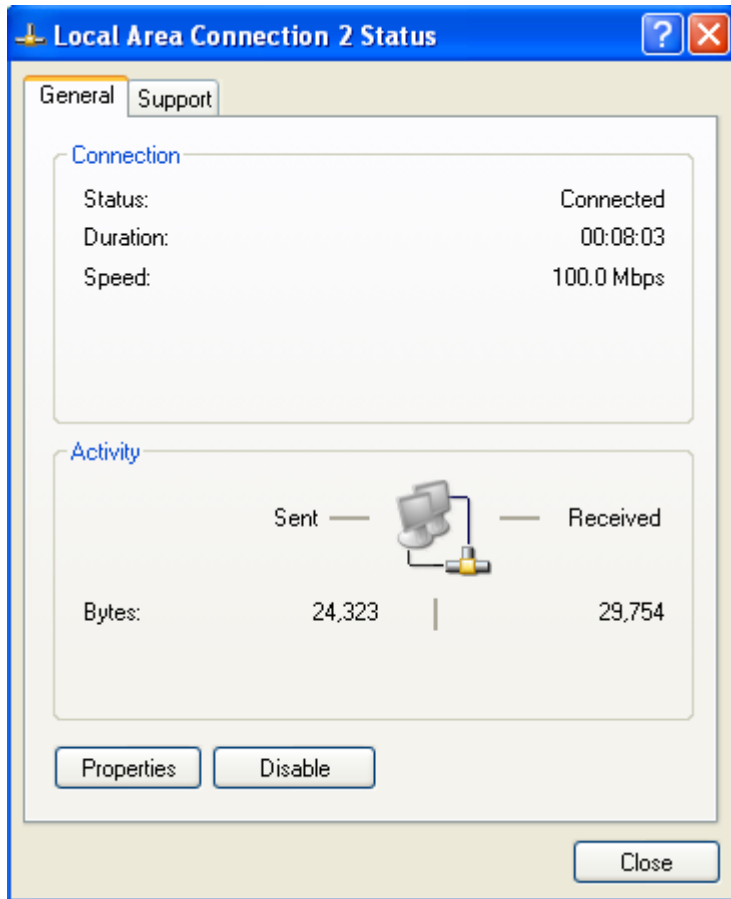 Local Area Connection 2 Status
General Support
Connection
Status: Connected
Duration: 00:08:03
Speed: 100.0 Mbps
Activity
Sent Received
Bytes: 24,323 29,754
Properties Disable
Close